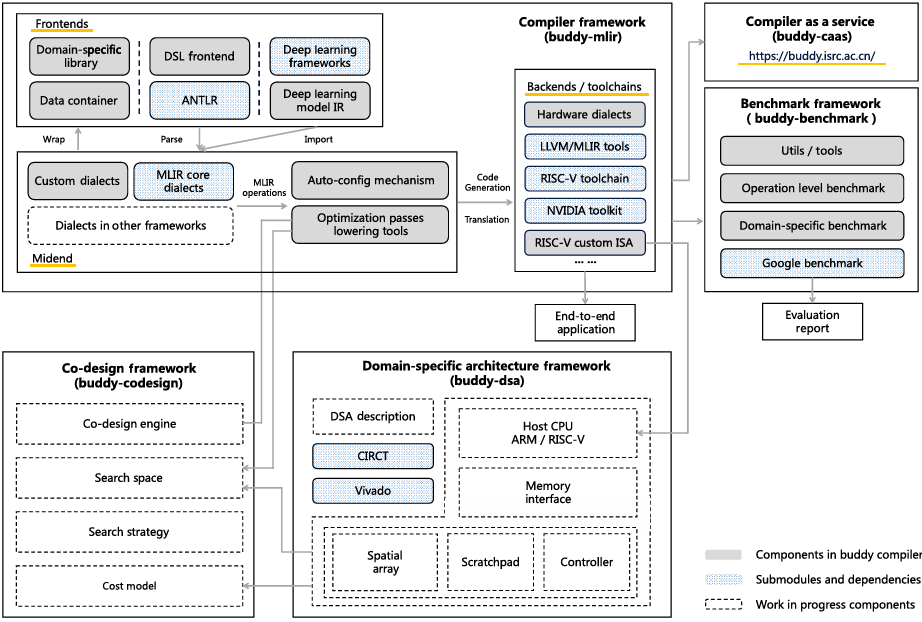 Frontends
Domain-specific
library
DSL frontend
Deep learning
frameworks
Data container
ANTLR
Deep learning
model IR
Wrap
Parse
Import
Compiler framework
(buddy-mlir)
Custom dialects
MLIR core
dialects
MLIR
operations
Auto-config mechanism
Dialects in other frameworks
Optimization passes
lowering tools
Midend
Code
Generation
Translation
Backends / toolchains
Hardware dialects
LLVM/MLIR tools
RISC-V toolchain
NVIDIA toolkit
RISC-V custom ISA
... ...
End-to-end
application
Compiler as a service
(buddy-caas)
https://buddy.isrc.ac.cn/
Benchmark framework
( buddy-benchmark )
Utils / tools
Operation level benchmark
Domain-specific benchmark
Google benchmark
Evaluation
report
Co-design framework
(buddy-codesign)
Co-design engine
Search space
Search strategy
Cost model
Domain-specific architecture framework
(buddy-dsa)
DSA description
CIRCT
Vivado
Host CPU
ARM / RISC-V
Memory
interface
Spatial
array
Scratchpad
Controller
Components in buddy compiler
Submodules and dependencies
Work in progress components